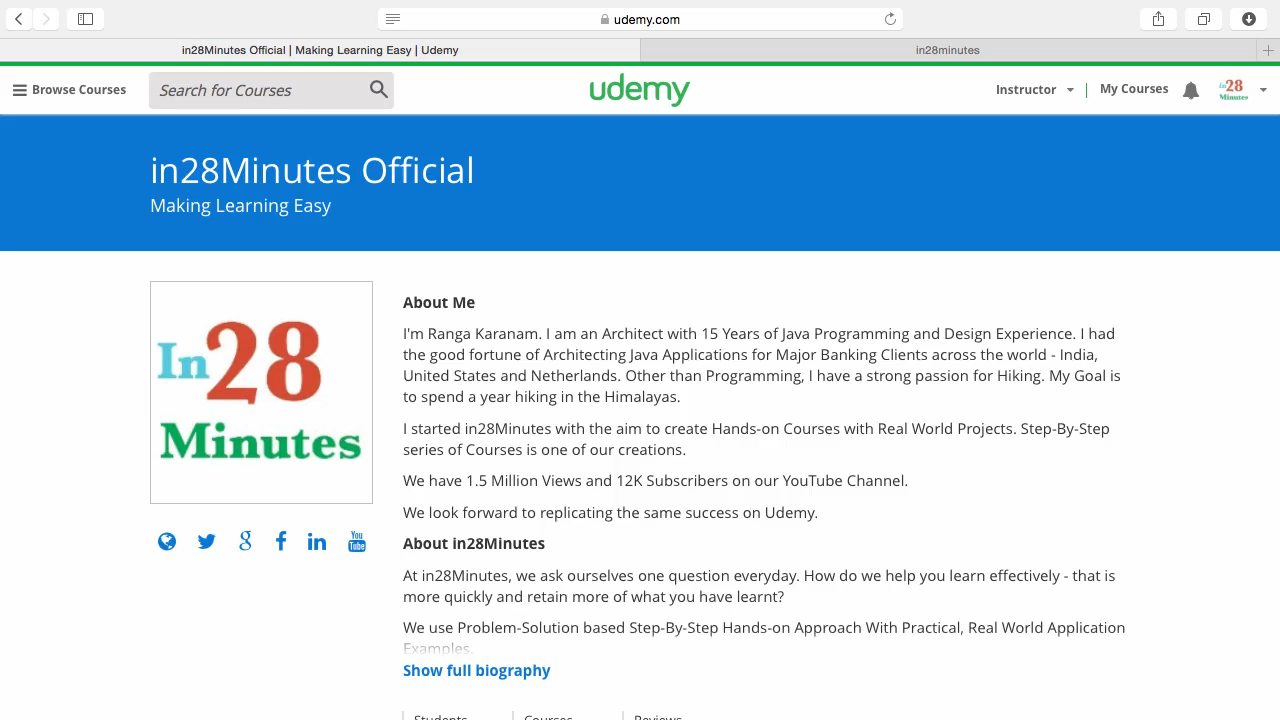 udemy.com
in28Minutes Official | Making Learning Easy | Udemy
in28minutes
Browse Courses
Search for Courses
udemy
Instructor
My Courses
In28
Minutes
in28Minutes Official
Making Learning Easy
In28
Minutes
About Me
I'm Ranga Karanam. I am an Architect with 15 Years of Java Programming and Design Experience. I had
the good fortune of Architecting Java Applications for Major Banking Clients across the world - India,
United States and Netherlands. Other than Programming, I have a strong passion for Hiking. My Goal is
to spend a year hiking in the Himalayas.
I started in28Minutes with the aim to create Hands-on Courses with Real World Projects. Step-By-Step
series of Courses is one of our creations.
We have 1.5 Million Views and 12K Subscribers on our YouTube Channel.
We look forward to replicating the same success on Udemy.
You
Tube
About in28Minutes
At in28Minutes, we ask ourselves one question everyday. How do we help you learn effectively - that is
more quickly and retain more of what you have learnt?
We use Problem-Solution based Step-By-Step Hands-on Approach With Practical, Real World Application
Examples.
Show full biography
Students
Courses
Reviews